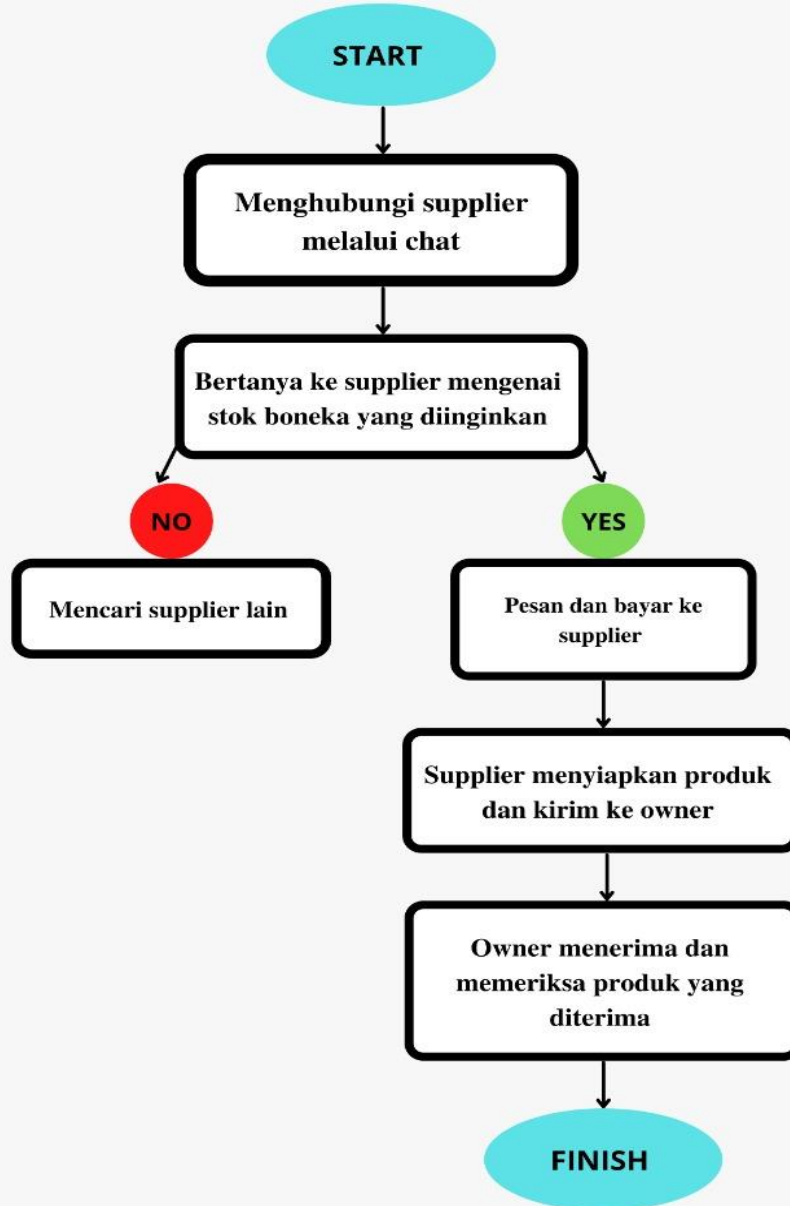 START
Menghubungi supplier
melalui chat
Bertanya ke supplier mengenai
stok boneka yang diinginkan
NO
Mencari supplier lain
YES
Pesan dan bayar ke
supplier
Supplier menyiapkan produk
dan kirim ke owner
Owner menerima dan
memeriksa produk yang
diterima
FINISH